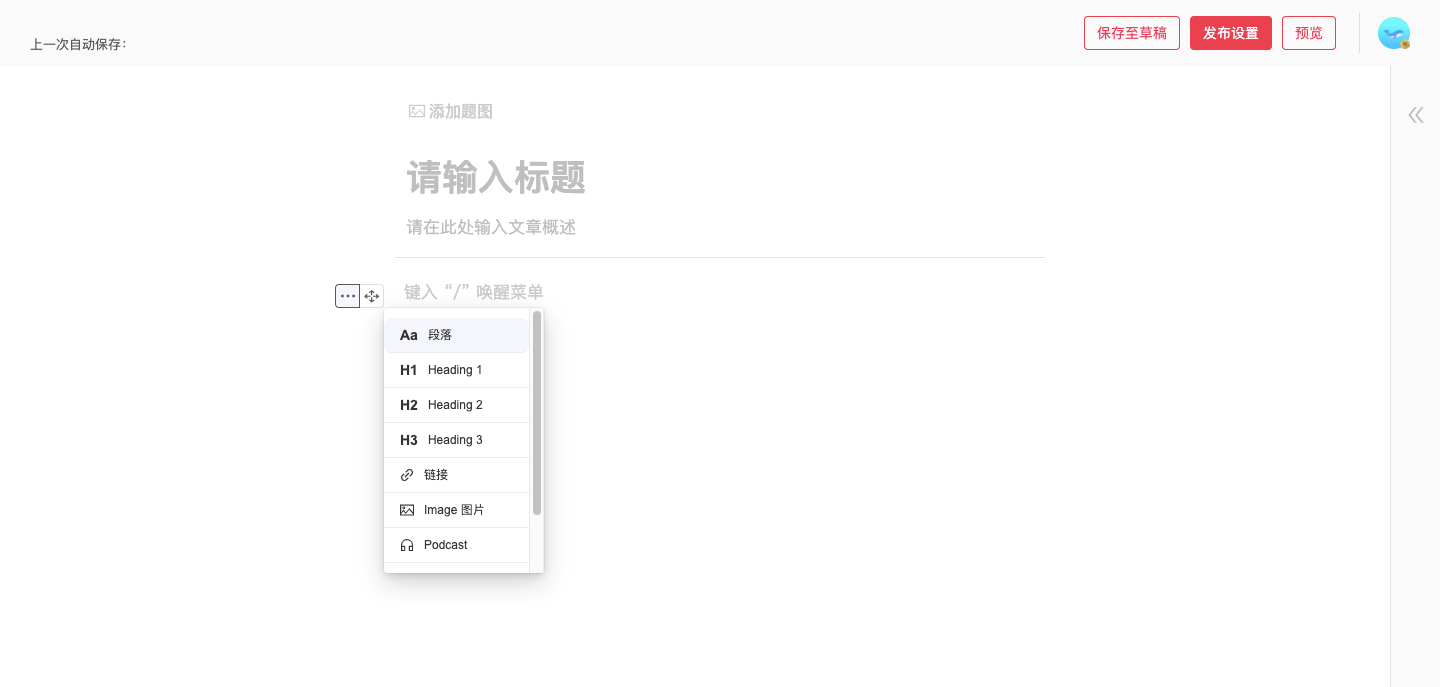 上一次自动保存：
保存至草稿
发布设置
预览
添加题图
请输入标题
请在此处输入文章概述
键入 “/” 唤醒菜单
Aa 段落
H1 Heading 1
H2 Heading 2
H3 Heading 3
链接
Image 图片
Podcast